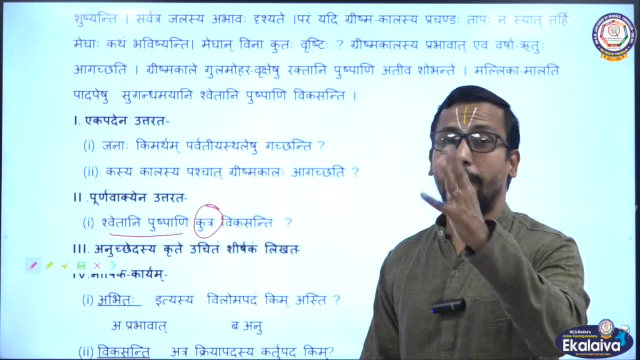 शुष्यन्ति । सर्वत्र जलस्य अभावः दृश्यते ।परं यदि ग्रीष्म-कालस्य प्रचण्डः तापः न स्यात् तर्हि
मेघाः कथं भविष्यन्ति। मेघान् विना कुतः वृष्टिः ? ग्रीष्मकालस्य प्रभावात् एव वर्षा-ऋतुः
आगच्छति । ग्रीष्मकाले गुलमोहर-वृक्षेषु रक्तानि पुष्पाणि अतीव शोभन्ते । मल्लिका-मालति
पादपेषु सुगन्धमयानि श्वेतानि पुष्पाणि विकसन्ति ।
I. एकपदेन उत्तरत-
(i) जनाः किमर्थम् पर्वतीयस्थलेषु गच्छन्ति ?
(ii) कस्य कालस्य पश्चात् ग्रीष्मकालः आगच्छति ?
II .पूर्णवाक्येन उत्तरत-
(i) श्वेतानि पुष्पाणि कुत्र विकसन्ति ?
III. अनुच्छेदस्य कृते उचितं शीर्षकं लिखत-
(i) अभितः इत्यस्य विलोमपदं किम् अस्ति ?
अ.प्रभावात् ब अनु
(ii) विकसन्ति अत्र क्रियापदस्य कर्तृपदं किम्?
Ekalaiva